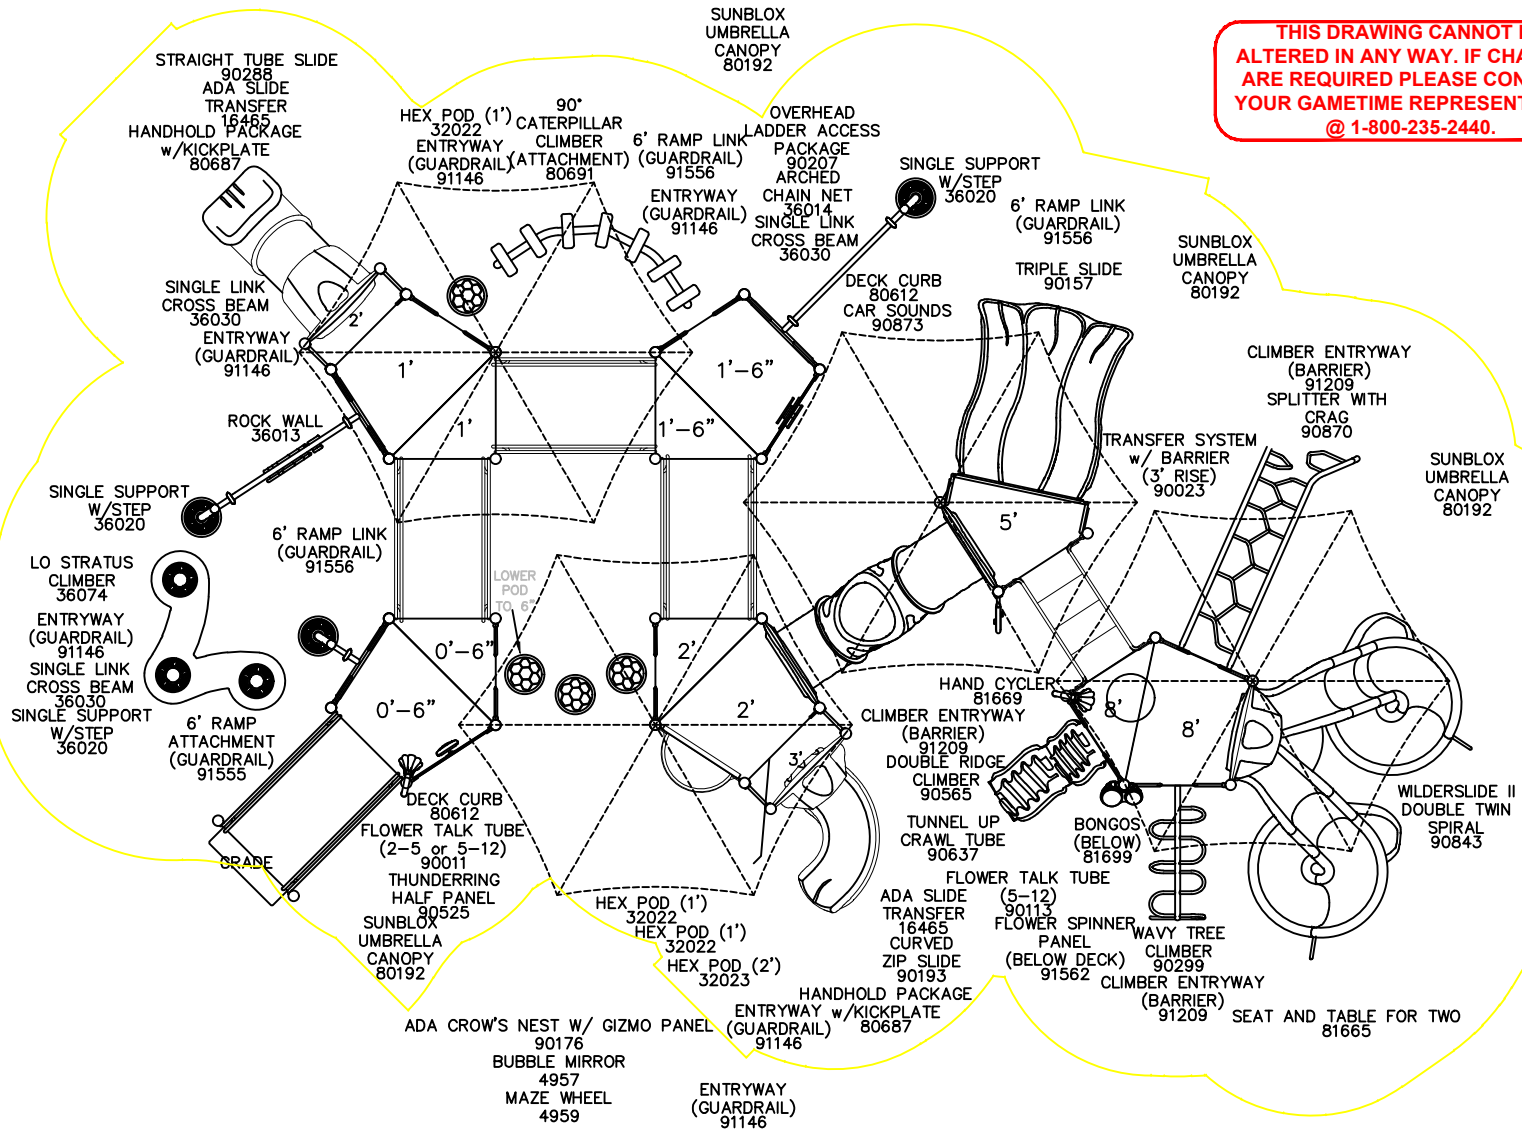 SUNBLOX
UMBRELLA
CANOPY
80192
THIS DRAWING CANNOT
ALTERED IN ANY WAY. IF
ARE REQUIRED PLEASE
YOUR GAMETIME
@ 1-800-235-2440.
STRAIGHT TUBE SLIDE
90288
ADA SLIDE
TRANSFER
16465
HANDHOLD PACKAGE
w/KICKPLATE
80687
HEX POD (1')
32022
ENTRYWAY
(GUARDRAIL)
91146
90°
CATERPILLAR
CLIMBER
(ATTACHMENT)
80691
6' RAMP LINK
(GUARDRAIL)
91556
ENTRYWAY
(GUARDRAIL)
91146
OVERHEAD
LADDER ACCESS
PACKAGE
90207
ARCHED
CHAIN NET
36014
SINGLE LINK
CROSS BEAM
36030
SINGLE SUPPORT
W/STEP
36020
6' RAMP LINK
(GUARDRAIL)
91556
TRIPLE SLIDE
90157
SUNBLOX
UMBRELLA
CANOPY
80192
DECK CURB
80612
CAR SOUNDS
90873
SINGLE LINK
CROSS BEAM
36030
ENTRYWAY
(GUARDRAIL)
91146
2'
1'
1'
1'-6"
1'-6"
CLIMBER ENTRYWAY
(BARRIER)
91209
SPLITTER WITH
CRAG
90870
ROCK WALL
36013
TRANSFER SYSTEM
w/ BARRIER
(3' RISE)
90023
SUNBLOX
UMBRELLA
CANOPY
80192
SINGLE SUPPORT
W/STEP
36020
5'
6' RAMP LINK
(GUARDRAIL)
91556
LO STRATUS
CLIMBER
36074
ENTRYWAY
(GUARDRAIL)
91146
SINGLE LINK
CROSS BEAM
36030
SINGLE SUPPORT
W/STEP
36020
LOWER
POD
TO 6"
0'-6"
0'-6"
2'
2'
3'
8'
8'
6' RAMP
ATTACHMENT
(GUARDRAIL)
91555
HAND CYCLER
81669
CLIMBER ENTRYWAY
(BARRIER)
91209
DOUBLE RIDGE
CLIMBER
90565
TUNNEL UP
CRAWL TUBE
90637
BONGOS
(BELOW)
81699
WILDERSLIDE II
DOUBLE TWIN
SPIRAL
90843
GRADE
DECK CURB
80612
FLOWER TALK TUBE
(2-5 or 5-12)
90011
THUNDERRING
HALF PANEL
90525
SUNBLOX
UMBRELLA
CANOPY
80192
HEX POD (1')
32022
HEX POD (1')
32022
HEX POD (2')
32023
ADA SLIDE
TRANSFER
16465
CURVED
ZIP SLIDE
90193
HANDHOLD PACKAGE
w/KICKPLATE
80687
FLOWER TALK TUBE
(5-12)
90113
FLOWER SPINNER
PANEL
(BELOW DECK)
91562
WAVY TREE
CLIMBER
90299
CLIMBER ENTRYWAY
(BARRIER)
91209
SEAT AND TABLE FOR TWO
81665
ADA CROW'S NEST W/ GIZMO PANEL
90176
BUBBLE MIRROR
4957
MAZE WHEEL
4959
ENTRYWAY
(GUARDRAIL)
91146
ENTRYWAY
(GUARDRAIL)
91146